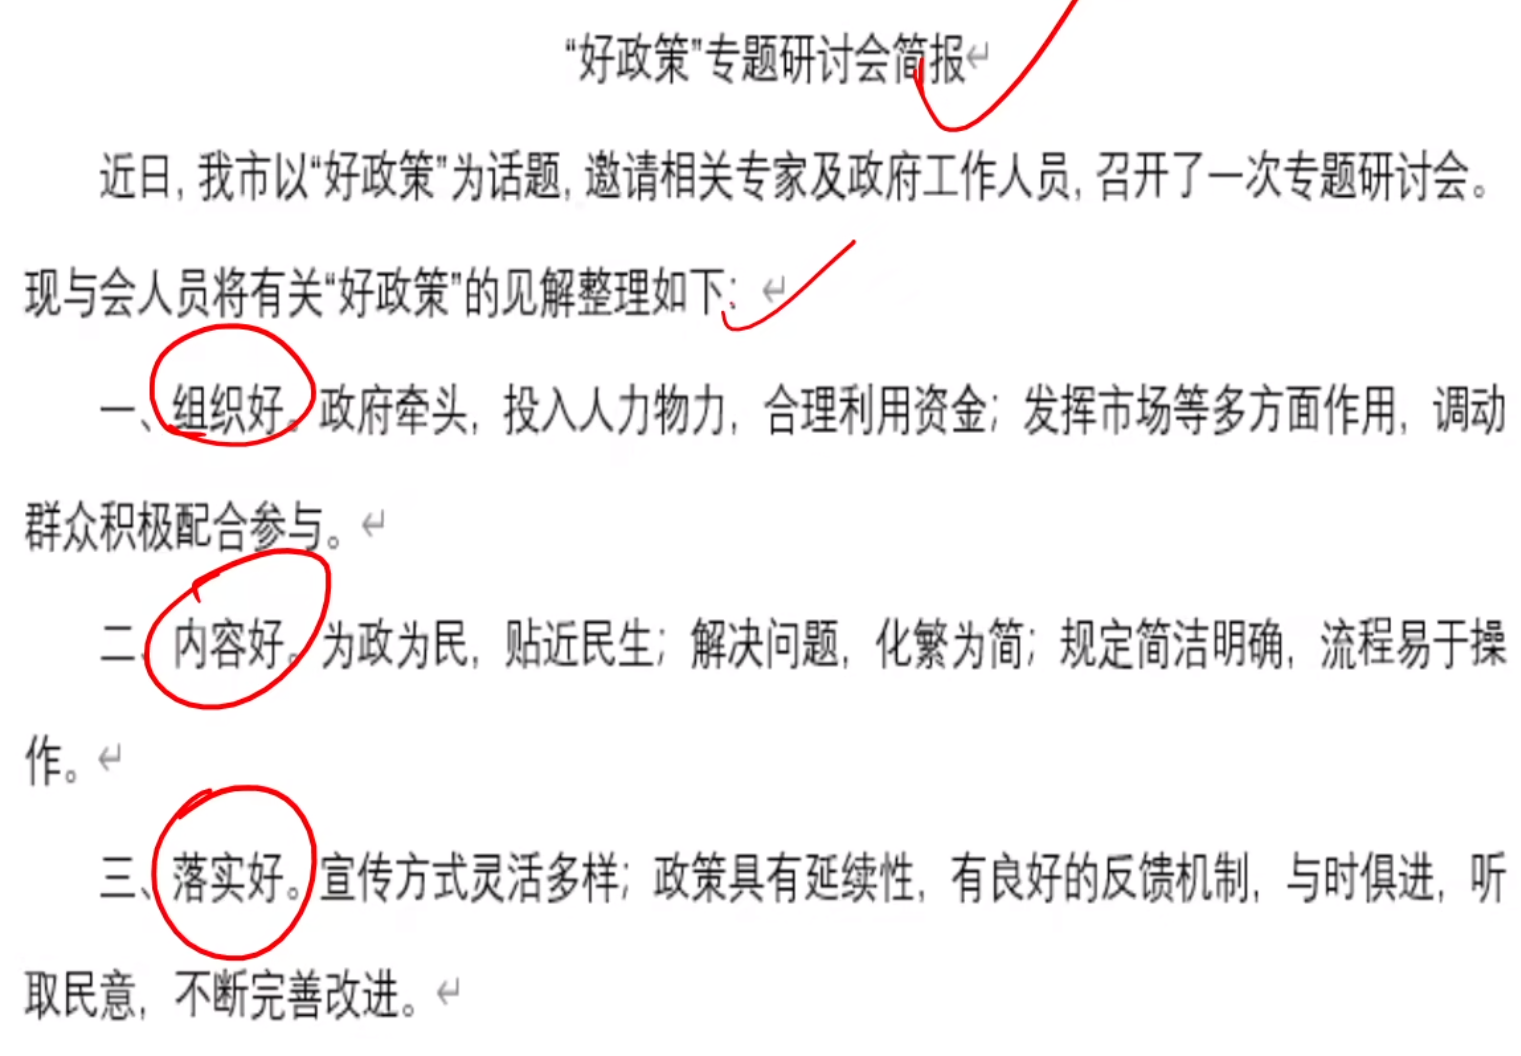 “好政策”专题研讨会简报↵
近日，我市以“好政策”为话题，邀请相关专家及政府工作人员，召开了一次专题研讨会。
现与会人员将有关“好政策”的见解整理如下：↵
一、组织好。政府牵头，投入人力物力，合理利用资金；发挥市场等多方面作用，调动
群众积极配合参与。↵
二、内容好。为政为民，贴近民生；解决问题，化繁为简；规定简洁明确，流程易于操
作。↵
三、落实好。宣传方式灵活多样；政策具有延续性，有良好的反馈机制，与时俱进，听
取民意，不断完善改进。↵